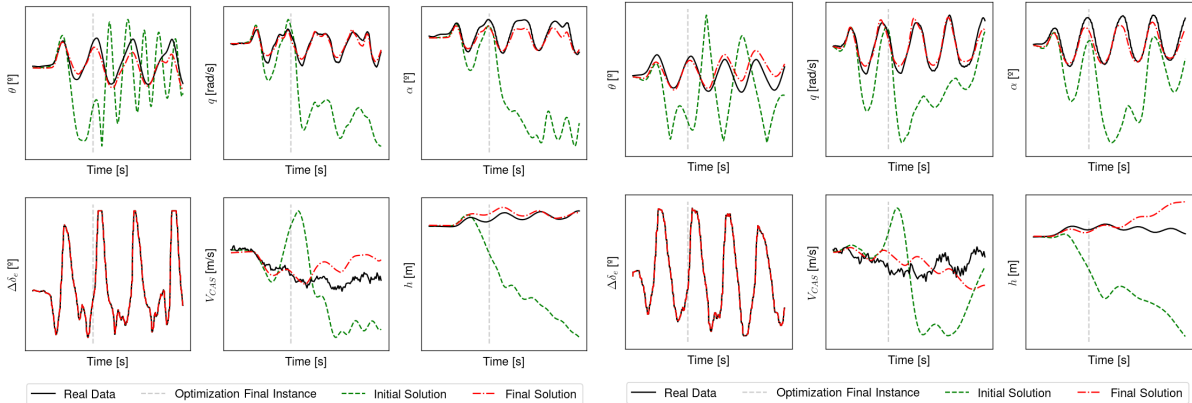 θ [º]
Time [s]
q [rad/s]
Time [s]
α [º]
Time [s]
Δδe [º]
Time [s]
VCAS [m/s]
Time [s]
h [m]
Time [s]
Real Data
Optimization Final Instance
Initial Solution
Final Solution
θ [º]
Time [s]
q [rad/s]
Time [s]
α [º]
Time [s]
Δδe [º]
Time [s]
VCAS [m/s]
Time [s]
h [m]
Time [s]
Real Data
Optimization Final Instance
Initial Solution
Final Solution